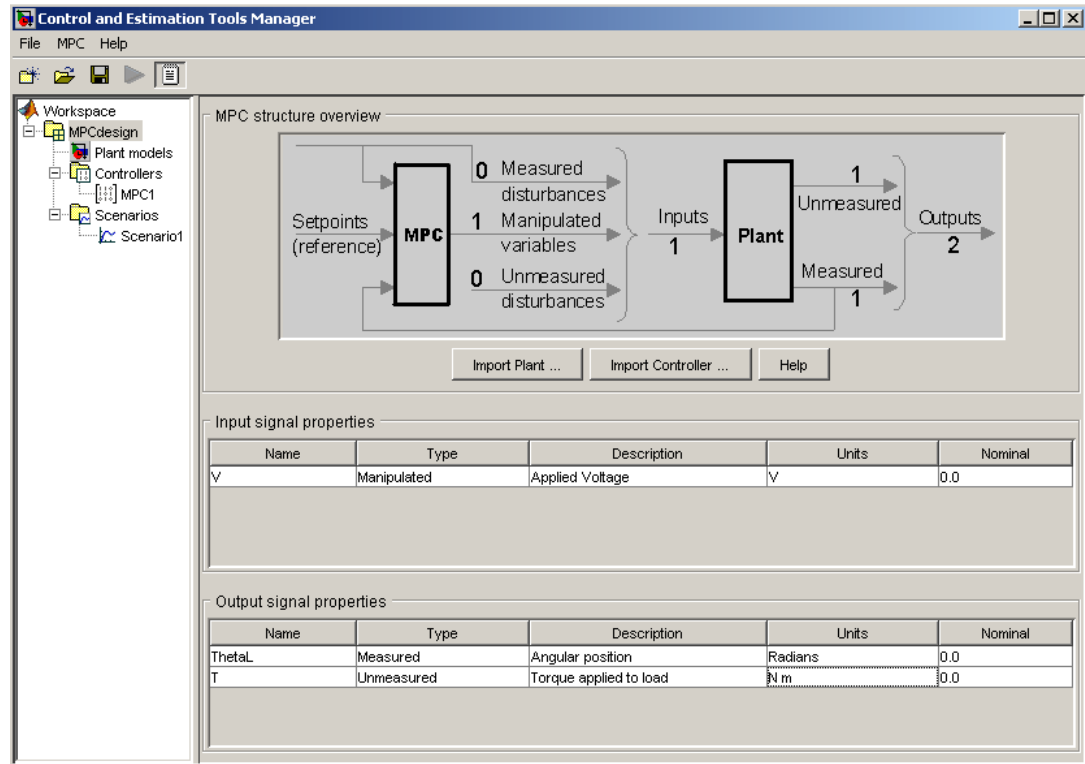 Control and Estimation Tools Manager
File MPC Help
Workspace
MPCdesign
Plant models
Controllers
MPC1
Scenarios
Scenario1
MPC structure overview
Setpoints
(reference)
MPC
0 Measured
disturbances
1 Manipulated
variables
0 Unmeasured
disturbances
Inputs
1
Plant
1
Unmeasured
Measured
1
Outputs
2
Import Plant ...
Import Controller ...
Help
Input signal properties
Name Type Description Units Nominal
V Manipulated Applied Voltage V 0.0
Output signal properties
Name Type Description Units Nominal
ThetaL Measured Angular position Radians 0.0
T Unmeasured Torque applied to load N m 0.0